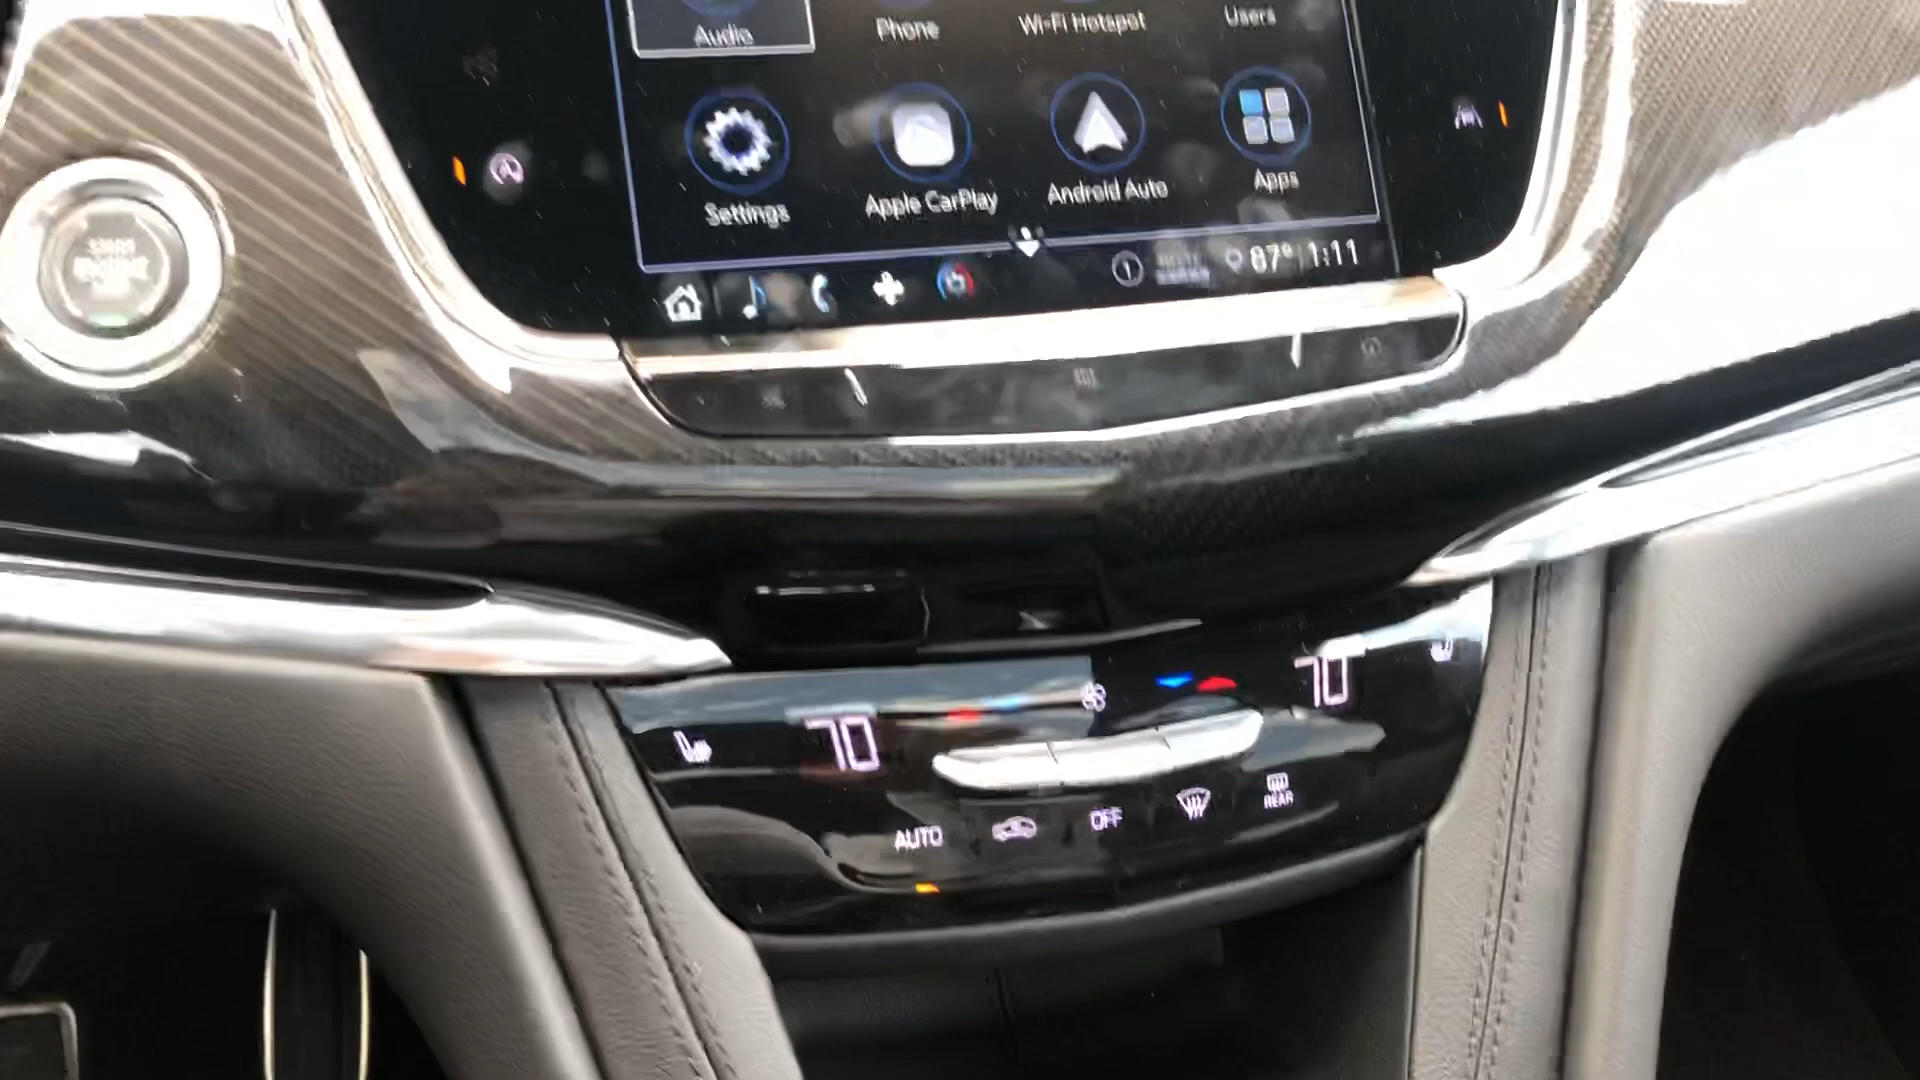 Audio
Phone
Wi-Fi Hotspot
Users
Settings
Apple CarPlay
Android Auto
Apps
87° 1:11
ENGINE
70
70
AUTO
OFF
REAR